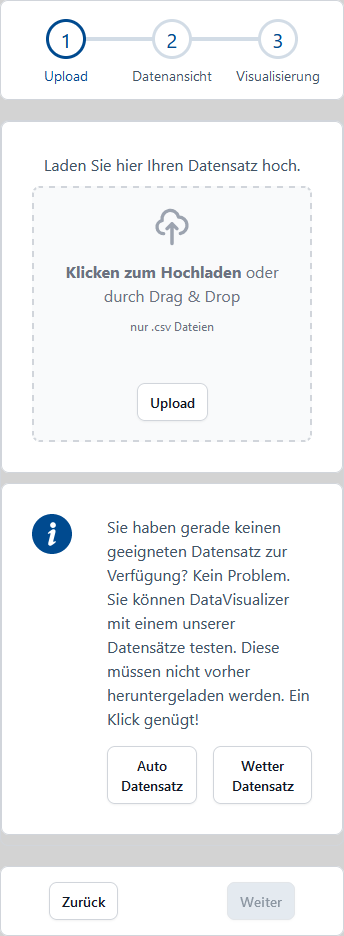 1 2 3
Upload Datenansicht Visualisierung
Laden Sie hier Ihren Datensatz hoch.
Klicken zum Hochladen oder
durch Drag & Drop
nur .csv Dateien
Upload
i
Sie haben gerade keinen
geeigneten Datensatz zur
Verfügung? Kein Problem.
Sie können DataVisualizer
mit einem unserer
Datensätze testen. Diese
müssen nicht vorher
heruntergeladen werden. Ein
Klick genügt!
Auto Wetter
Datensatz Datensatz
Zurück Weiter